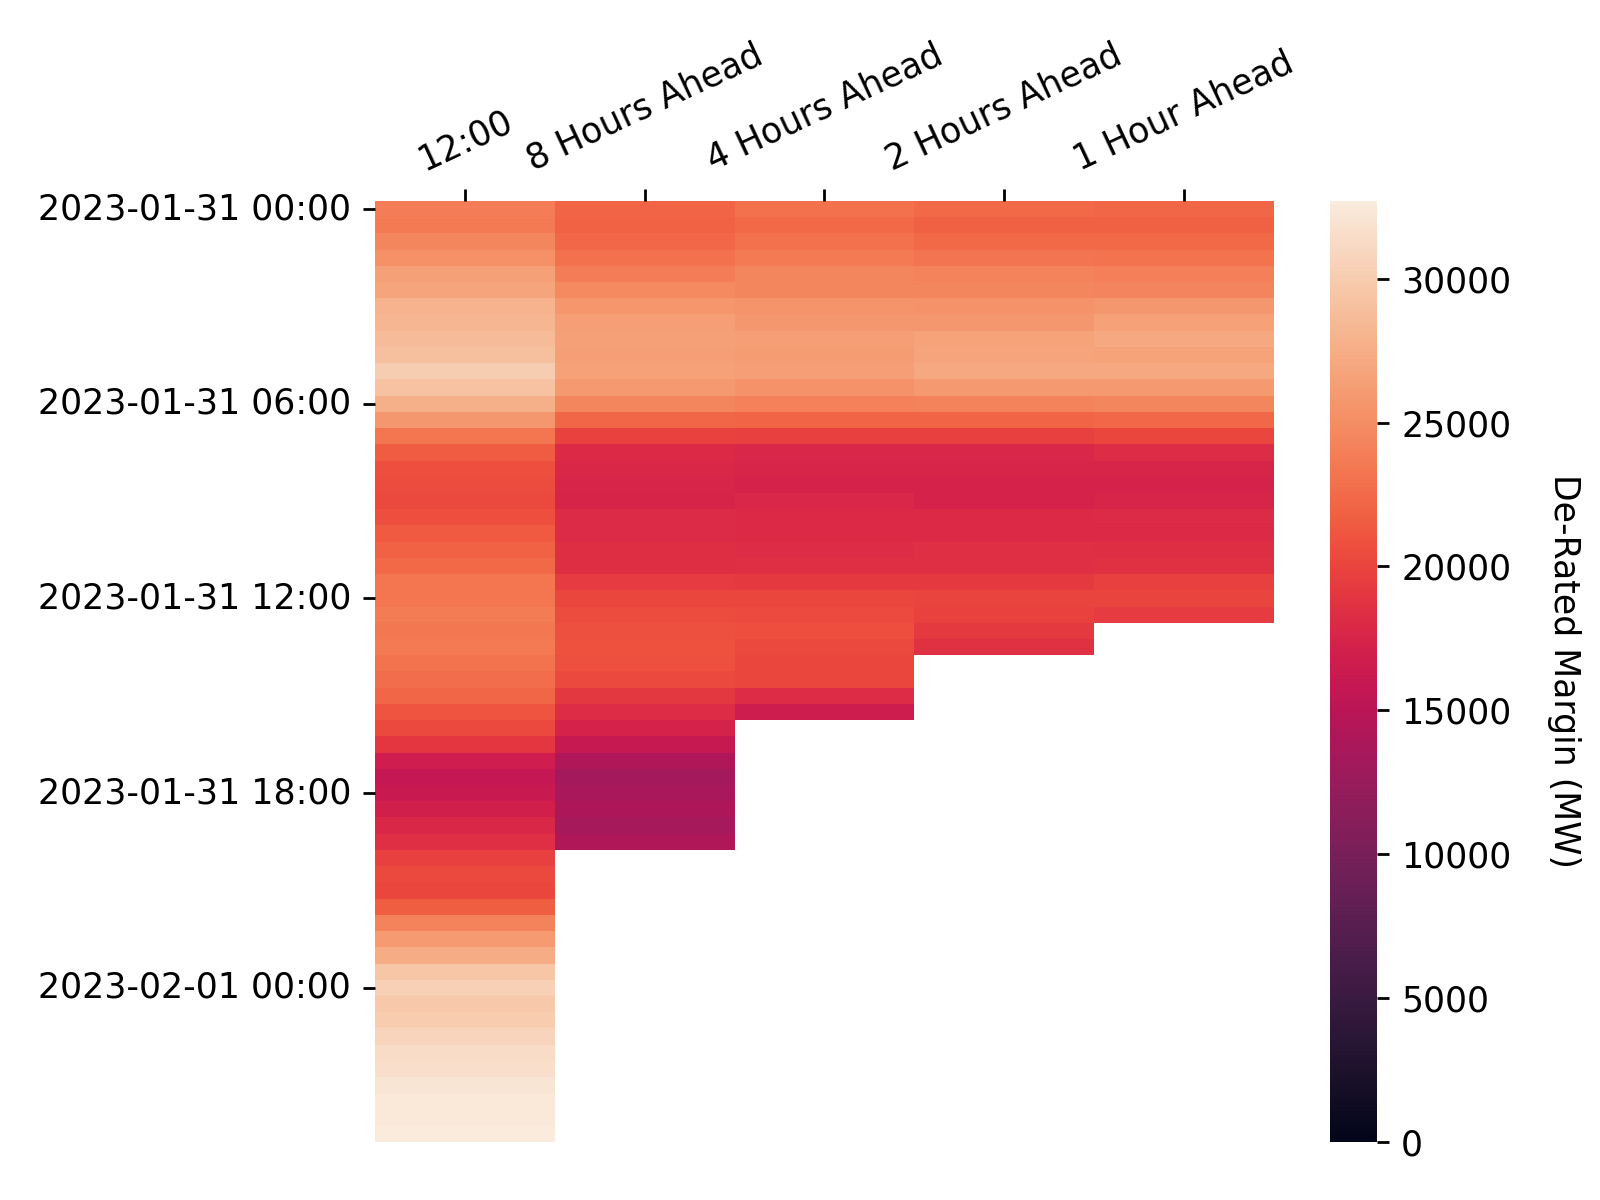 12:00
8 Hours Ahead
4 Hours Ahead
2 Hours Ahead
1 Hour Ahead
2023-01-31 00:00
2023-01-31 06:00
2023-01-31 12:00
2023-01-31 18:00
2023-02-01 00:00
30000
25000
20000
15000
10000
5000
0
De-Rated Margin (MW)